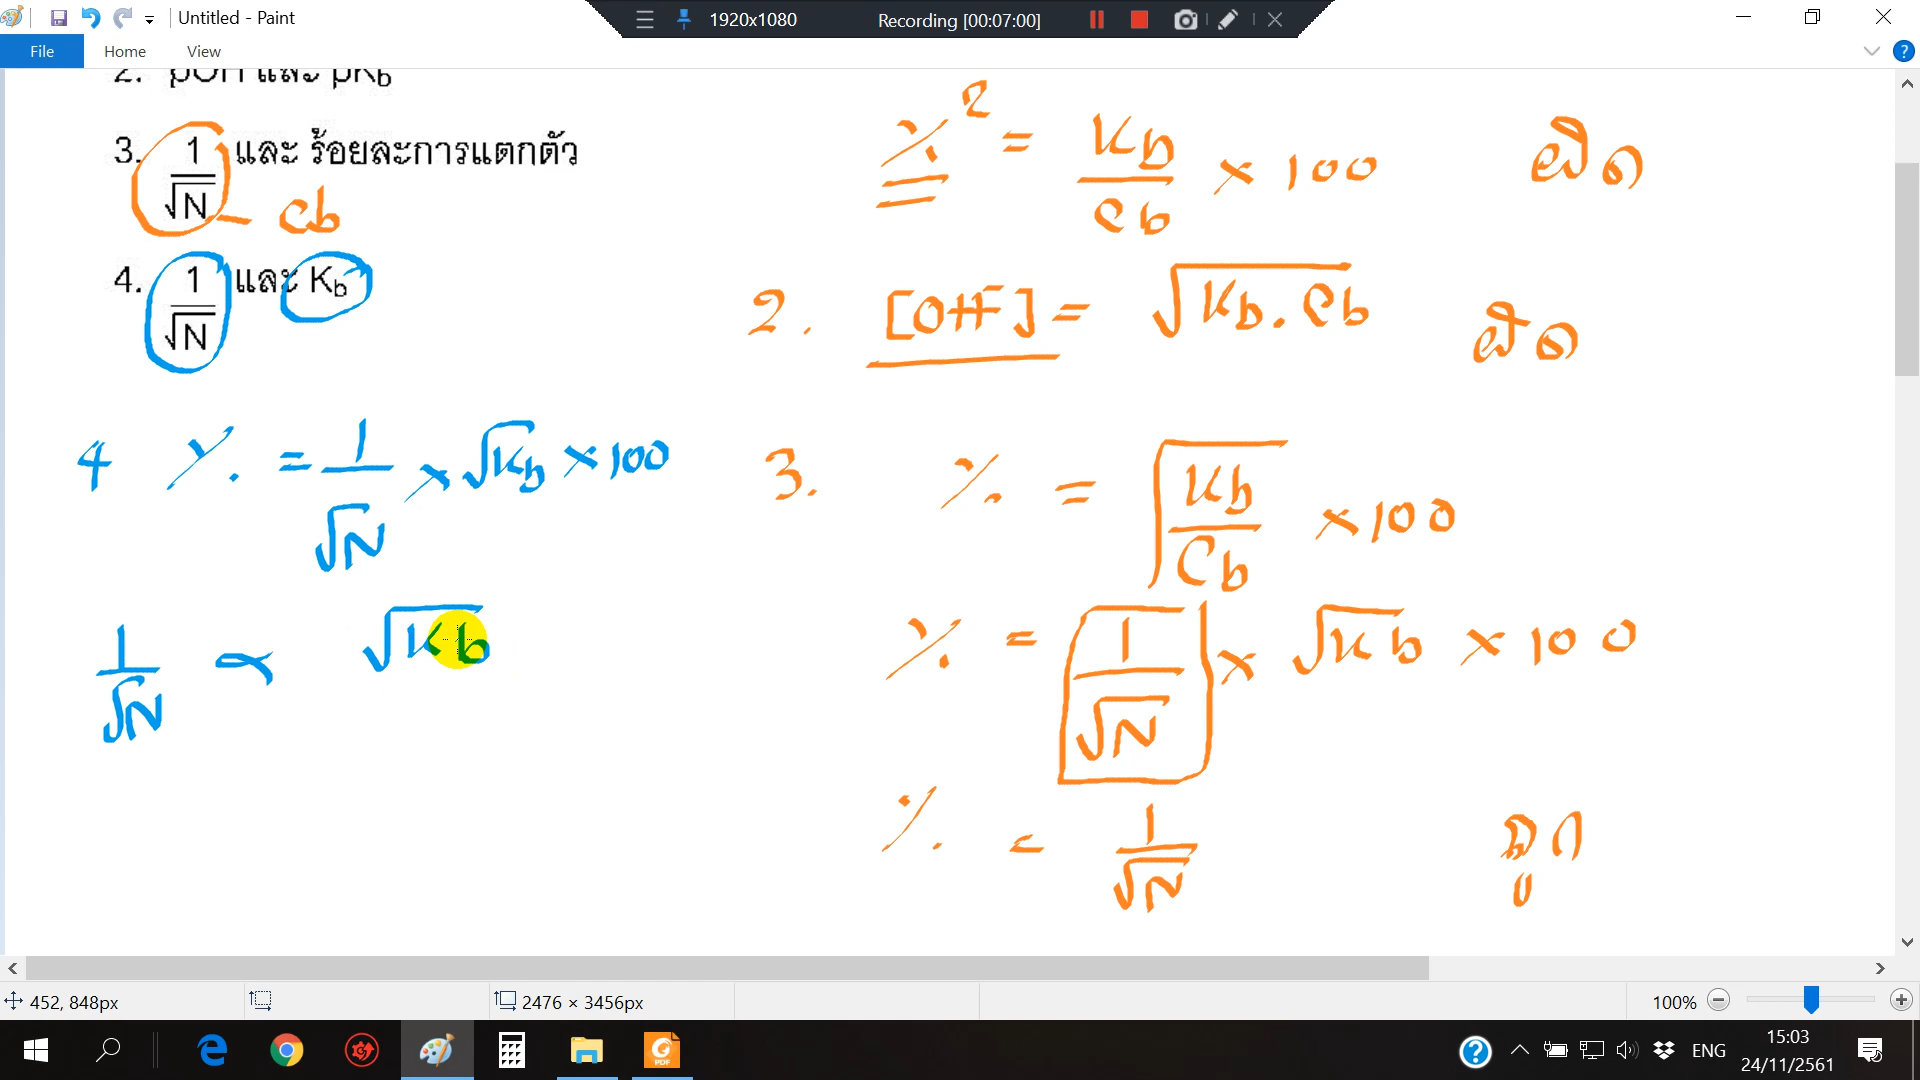 Untitled - Paint
1920x1080
Recording [00:07:00]
File
Home
View
2. pOH และ pKb
3. 1/√N และ ร้อยละการแตกตัว
Cb
4. 1/√N และ Kb
4 % = 1/√N × √Kb × 100
1/√N ∝ √Kb
%² = Kb/Cb × 100 ผิด
2. [OH-] = √Kb.Cb ผิด
3. % = √Kb/Cb × 100
% = 1/√N × √Kb × 100
% = 1/√N ถูก
452, 848px
2476 × 3456px
100%
PDF
ENG
15:03
24/11/2561